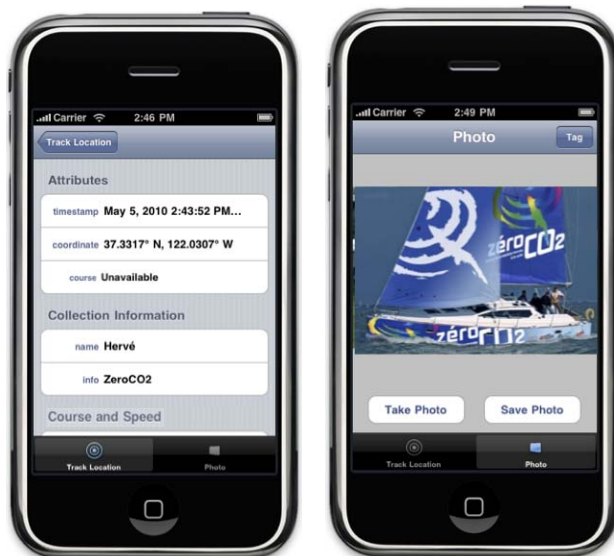 Carrier 2:46 PM
Track Location
Attributes
timestamp May 5, 2010 2:43:52 PM...
coordinate 37.3317° N, 122.0307° W
course Unavailable
Collection Information
name Hervé
info ZeroCO2
Course and Speed
Track Location Photo
Carrier 2:49 PM
Photo Tag
zéroCO2
zéroCO2
Take Photo Save Photo
Track Location Photo